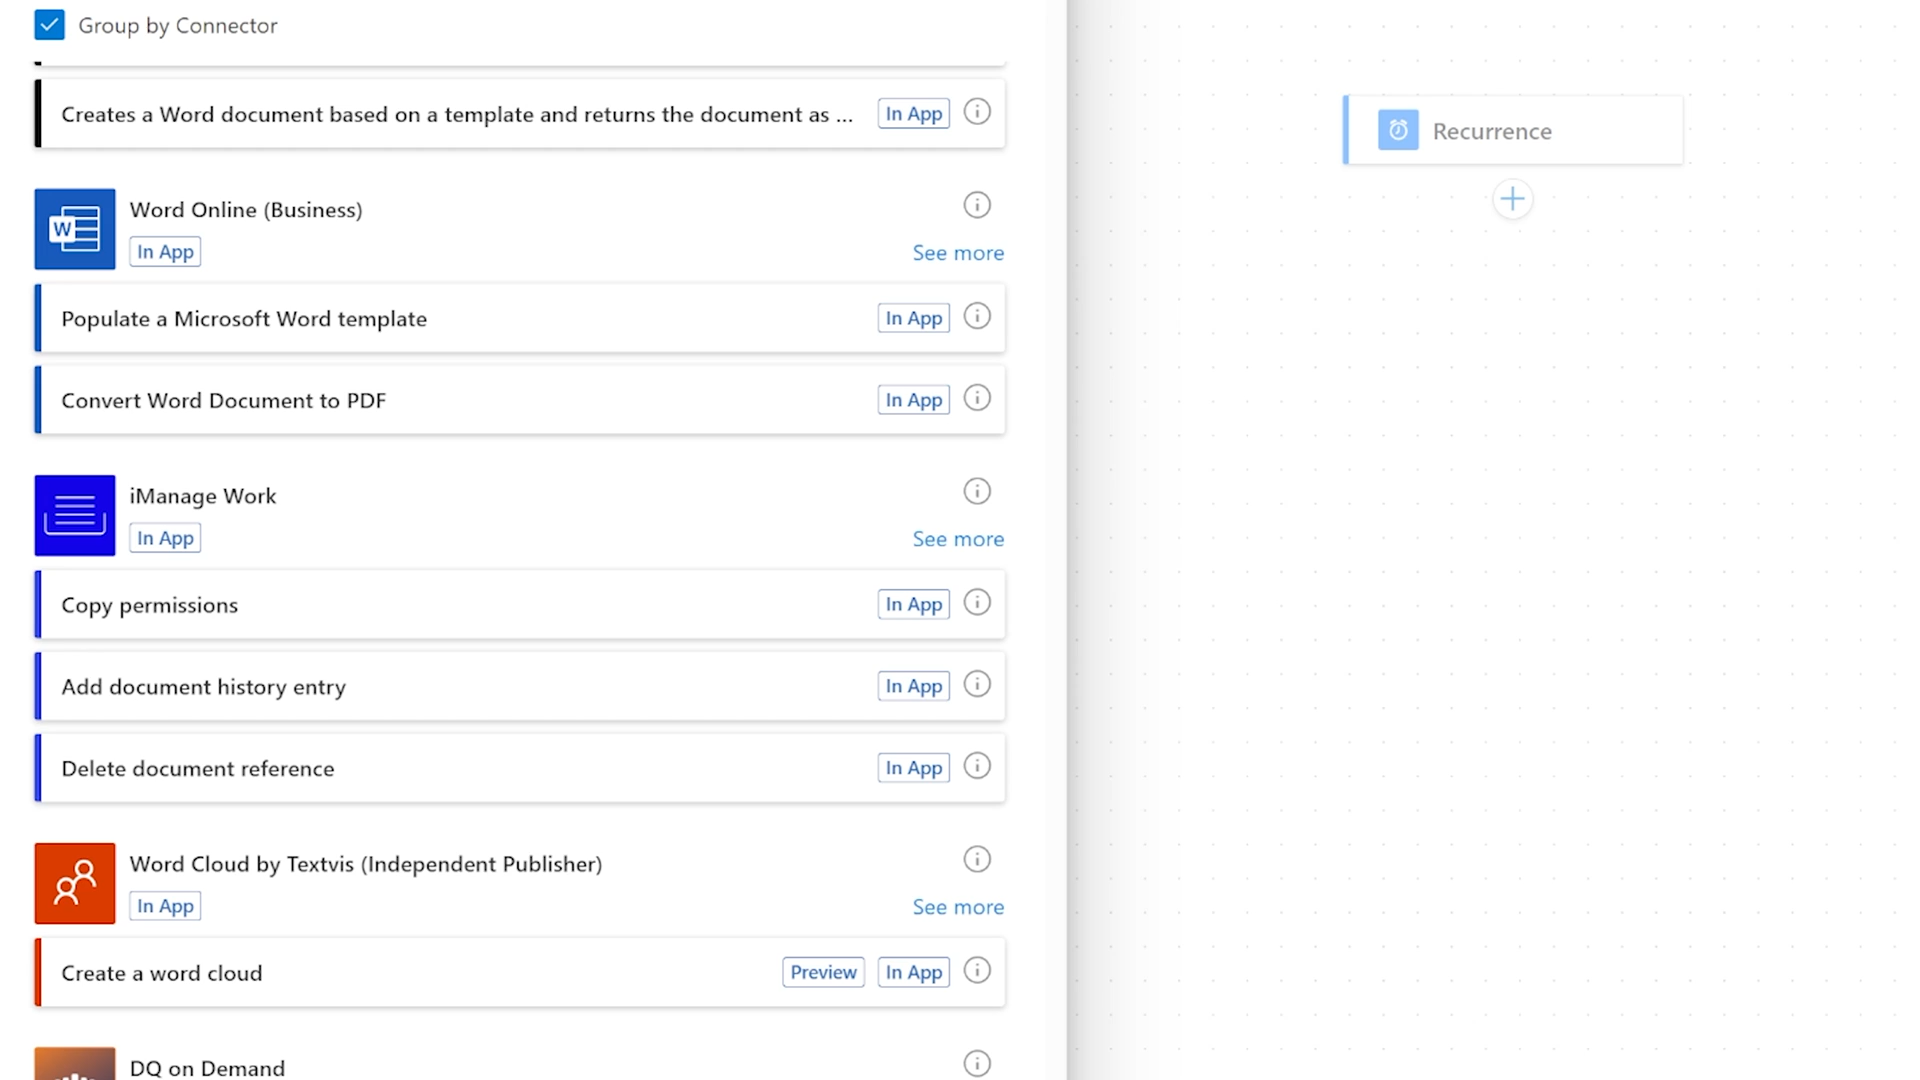 Group by Connector
Creates a Word document based on a template and returns the document as ...
In App
Recurrence
Word Online (Business)
In App
See more
Populate a Microsoft Word template
In App
Convert Word Document to PDF
In App
iManage Work
In App
See more
Copy permissions
In App
Add document history entry
In App
Delete document reference
In App
Word Cloud by Textvis (Independent Publisher)
In App
See more
Create a word cloud
Preview
In App
DQ on Demand